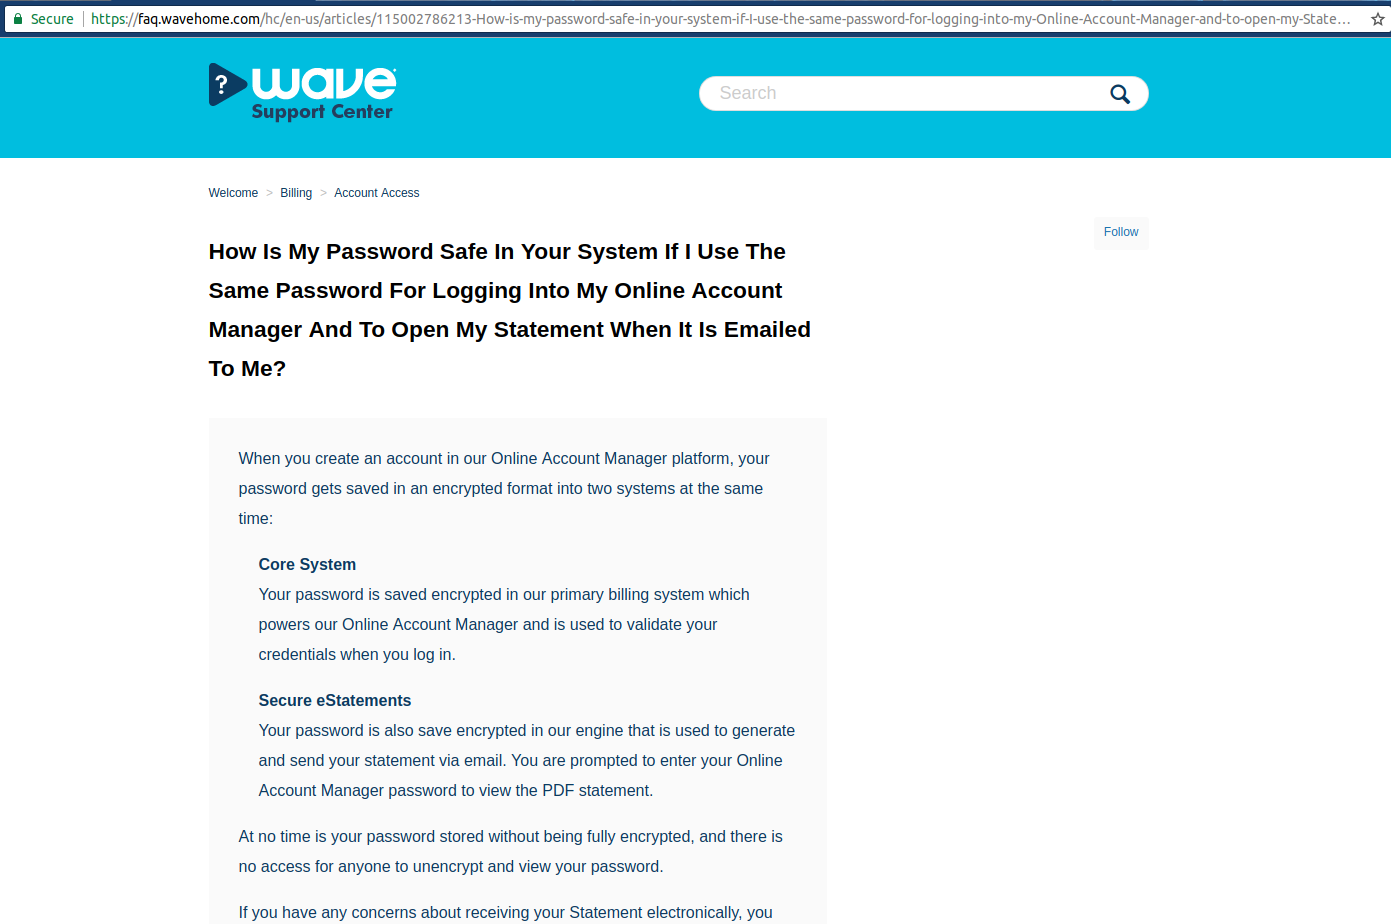 Secure https://faq.wavehome.com/hc/en-us/articles/115002786213-How-is-my-password-safe-in-your-system-if-I-use-the-same-password-for-logging-into-my-Online-Account-Manager-and-to-open-my-State...
? wave
Support Center
Search
Welcome > Billing > Account Access
Follow
How Is My Password Safe In Your System If I Use The
Same Password For Logging Into My Online Account
Manager And To Open My Statement When It Is Emailed
To Me?
When you create an account in our Online Account Manager platform, your
password gets saved in an encrypted format into two systems at the same
time:
Core System
Your password is saved encrypted in our primary billing system which
powers our Online Account Manager and is used to validate your
credentials when you log in.
Secure eStatements
Your password is also save encrypted in our engine that is used to generate
and send your statement via email. You are prompted to enter your Online
Account Manager password to view the PDF statement.
At no time is your password stored without being fully encrypted, and there is
no access for anyone to unencrypt and view your password.
If you have any concerns about receiving your Statement electronically, you